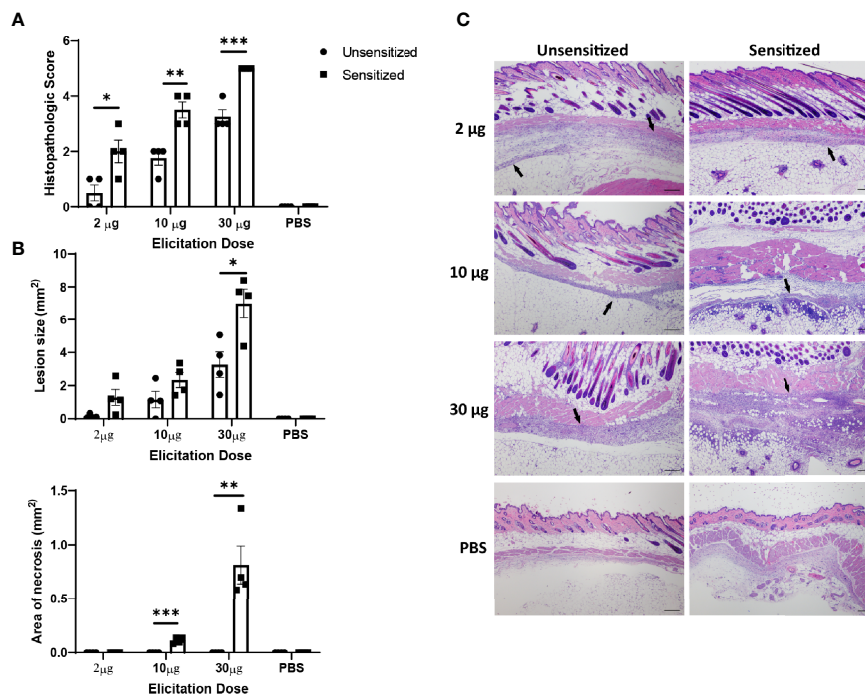 A
Histopathologic Score
6
4
2
0
*
**
***
Unsensitized
Sensitized
2 μg
10 μg
30 μg
PBS
Elicitation Dose
B
Lesion size (mm²)
10
8
6
4
2
0
*
2μg
10μg
30μg
PBS
Elicitation Dose
Area of necrosis (mm²)
1.5
1.0
0.5
0.0
***
**
2μg
10μg
30μg
PBS
Elicitation Dose
C
Unsensitized
Sensitized
2 μg
10 μg
30 μg
PBS